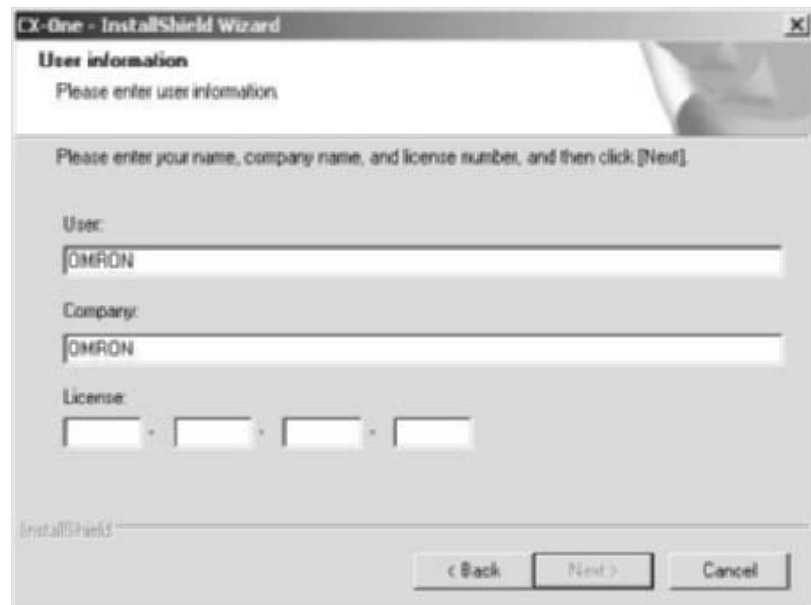 CX-One - InstallShield Wizard
User information
Please enter user information.
Please enter your name, company name, and license number, and then click [Next].
User:
OMRON
Company:
OMRON
License:
- - -
InstallShield
< Back Next > Cancel